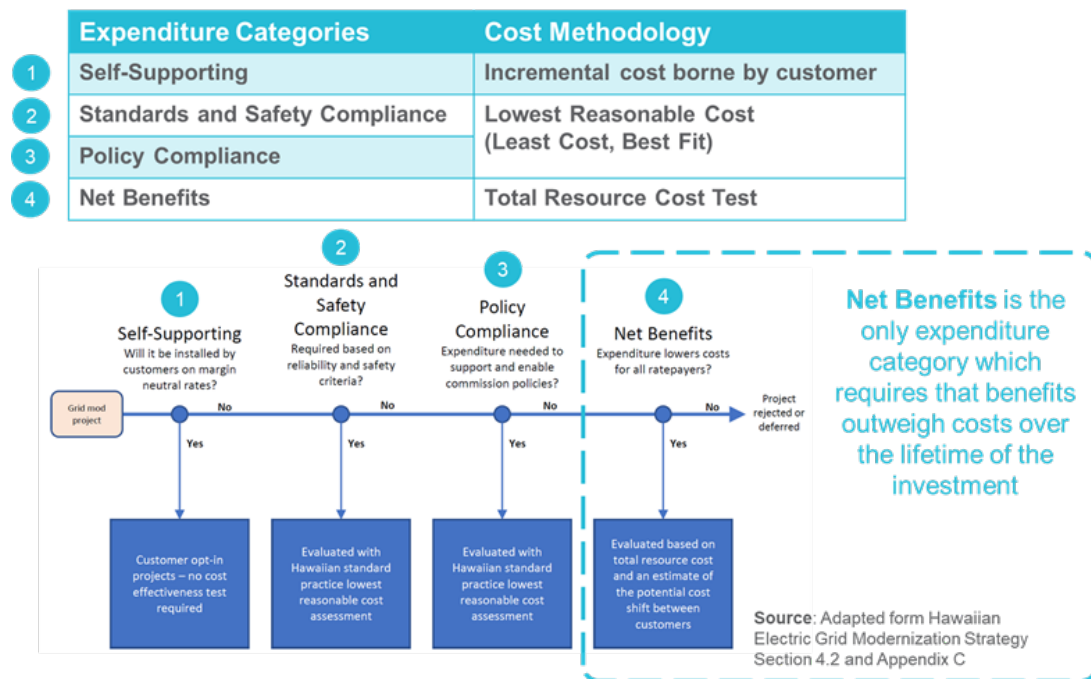 Expenditure Categories
Cost Methodology
1
Self-Supporting
Incremental cost borne by customer
2
Standards and Safety Compliance
Lowest Reasonable Cost
(Least Cost, Best Fit)
3
Policy Compliance
4
Net Benefits
Total Resource Cost Test
1
Self-Supporting
Will it be installed by
customers on margin
neutral rates?
2
Standards and
Safety
Compliance
Required based on
reliability and safety
criteria?
3
Policy
Compliance
Expenditure needed to
support and enable
commission policies?
4
Net Benefits
Expenditure lowers costs
for all ratepayers?
Grid mod
project
No
No
No
No
Project
rejected or
deferred
Yes
Yes
Yes
Yes
Customer opt-in
projects – no cost
effectiveness test
required
Evaluated with
Hawaiian standard
practice lowest
reasonable cost
assessment
Evaluated with
Hawaiian standard
practice lowest
reasonable cost
assessment
Evaluated based on
total resource cost
and an estimate of
the potential cost
shift between
customers
Net Benefits is the
only expenditure
category which
requires that benefits
outweigh costs over
the lifetime of the
investment
Source: Adapted form Hawaiian
Electric Grid Modernization Strategy
Section 4.2 and Appendix C